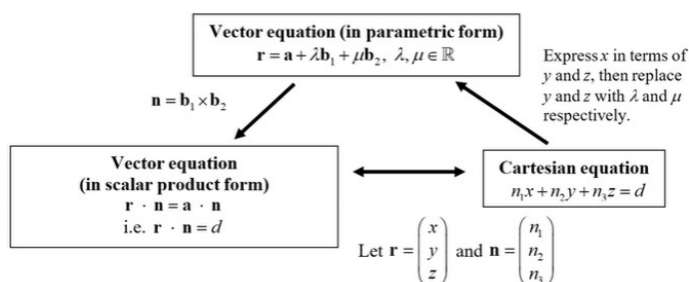 Vector equation (in parametric form)
r = a + λb₁ + μb₂, λ, μ ∈ ℝ
Express x in terms of
y and z, then replace
y and z with λ and μ
respectively.
n = b₁ × b₂
Vector equation
(in scalar product form)
r · n = a · n
i.e. r · n = d
Cartesian equation
n₁x + n₂y + n₃z = d
Let r = (x y z) and n = (n₁ n₂ n₃)